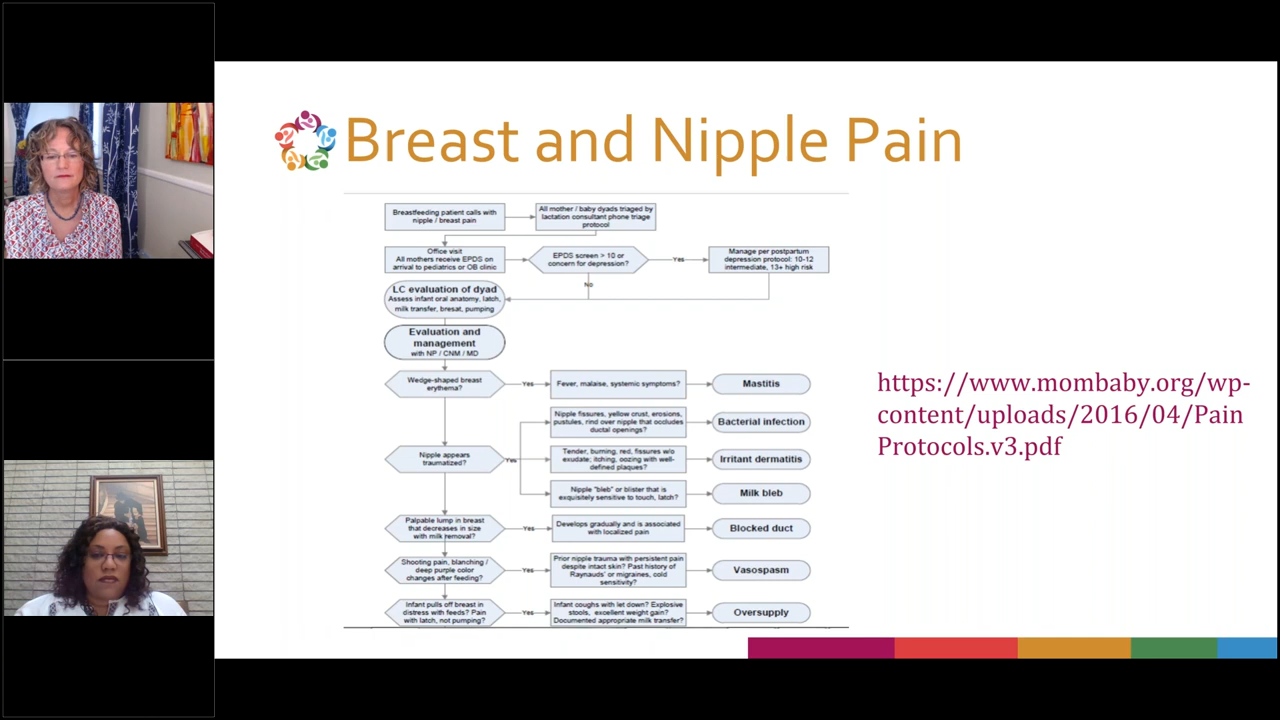 Breast and Nipple Pain
Breastfeeding patient calls with
nipple / breast pain
All mother / baby dyads triaged by
lactation consultant phone triage
protocol
Office visit
All mothers receive EPDS on
arrival to pediatrics or OB clinic
EPDS screen > 10 or
concern for depression?
Yes
Manage per postpartum
depression protocol: 10-12
intermediate, 13+ high risk
No
LC evaluation of dyad
Assess infant oral anatomy, latch,
milk transfer, bresat, pumping
Evaluation and
management
with NP / CNM / MD
Wedge-shaped breast
erythema?
Yes
Fever, malaise, systemic symptoms?
Mastitis
Nipple appears
traumatized?
Yes
Nipple fissures, yellow crust, erosions,
pustules, rind over nipple that occludes
ductal openings?
Bacterial infection
Tender, burning, red, fissures w/o
exudate; itching, oozing with well-
defined plaques?
Irritant dermatitis
Nipple "bleb" or blister that is
exquisitely sensitive to touch, latch?
Milk bleb
Palpable lump in breast
that decreases in size
with milk removal?
Yes
Develops gradually and is associated
with localized pain
Blocked duct
Shooting pain, blanching /
deep purple color
changes after feeding?
Yes
Prior nipple trauma with persistent pain
despite intact skin? Past history of
Raynauds' or migraines, cold
sensitivity?
Vasospasm
Infant pulls off breast in
distress with feeds? Pain
with latch, not pumping?
Yes
Infant coughs with let down? Explosive
stools, excellent weight gain?
Documented appropriate milk transfer?
Oversupply
https://www.mombaby.org/wp-
content/uploads/2016/04/Pain
Protocols.v3.pdf